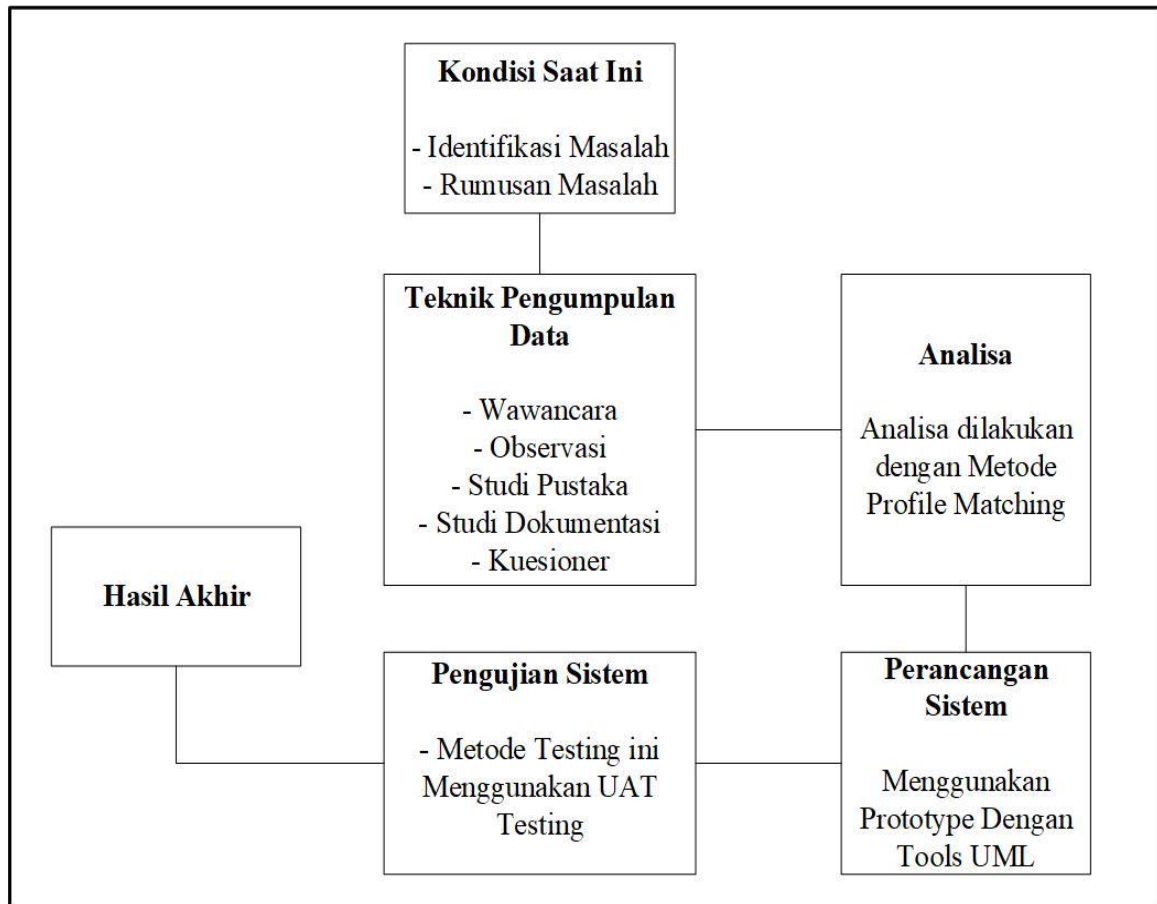 Kondisi Saat Ini
- Identifikasi Masalah
- Rumusan Masalah
Teknik Pengumpulan
Data
- Wawancara
- Observasi
- Studi Pustaka
- Studi Dokumentasi
- Kuesioner
Analisa
Analisa dilakukan
dengan Metode
Profile Matching
Perancangan
Sistem
Menggunakan
Prototype Dengan
Tools UML
Pengujian Sistem
- Metode Testing ini
Menggunakan UAT
Testing
Hasil Akhir